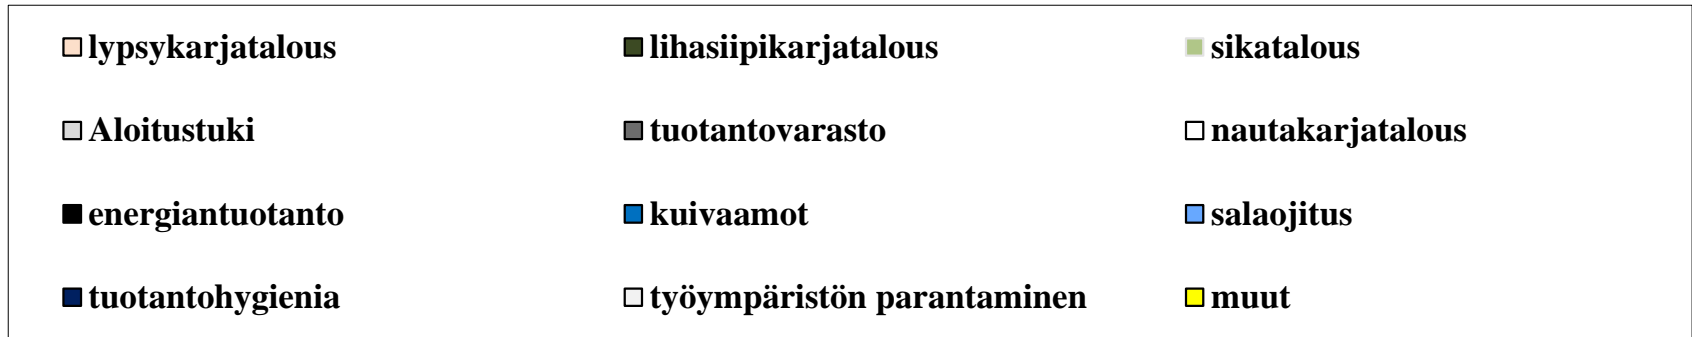 lypsykarjatalous lihasiipikarjatalous sikatalous
Aloitustuki tuotantovarasto nautakarjatalous
energiantuotanto kuivaamot salaojitus
tuotantohygienia työympäristön parantaminen muut